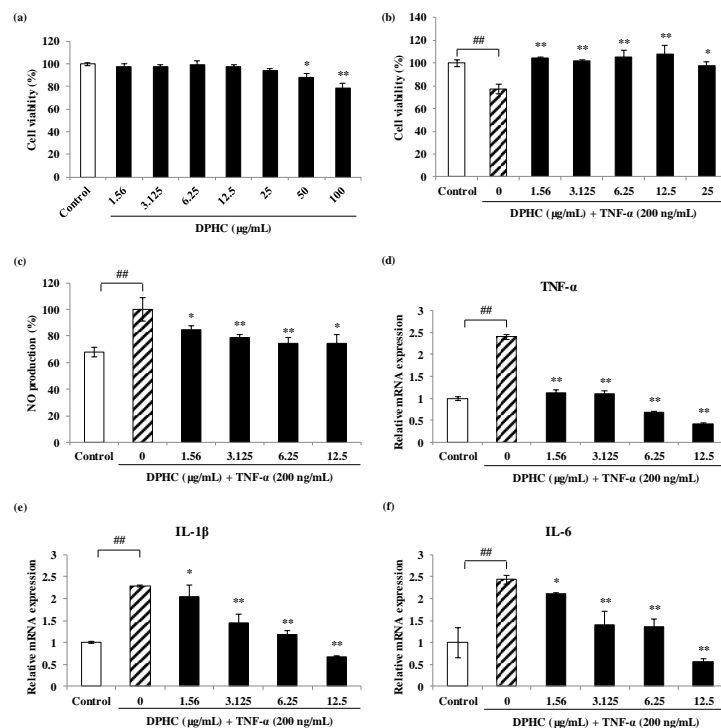 (a)
Cell viability (%)
120
100
80
60
40
20
0
* **
Control 1.56 3.125 6.25 12.5 25 50 100
DPHC (μg/mL)
(b)
Cell viability (%)
140
120
100
80
60
40
20
0
## ** ** ** ** *
Control 0 1.56 3.125 6.25 12.5 25
DPHC (μg/mL) + TNF-α (200 ng/mL)
(c)
NO production (%)
120
100
80
60
40
20
0
## * ** ** *
Control 0 1.56 3.125 6.25 12.5
DPHC (μg/mL) + TNF-α (200 ng/mL)
(d)
TNF-α
Relative mRNA expression
3
2.5
2
1.5
1
0.5
0
## ** ** ** **
Control 0 1.56 3.125 6.25 12.5
DPHC (μg/mL) + TNF-α (200 ng/mL)
(e)
IL-1β
Relative mRNA expression
3
2.5
2
1.5
1
0.5
0
## * ** ** **
Control 0 1.56 3.125 6.25 12.5
DPHC (μg/mL) + TNF-α (200 ng/mL)
(f)
IL-6
Relative mRNA expression
3
2.5
2
1.5
1
0.5
0
## * ** ** **
Control 0 1.56 3.125 6.25 12.5
DPHC (μg/mL) + TNF-α (200 ng/mL)